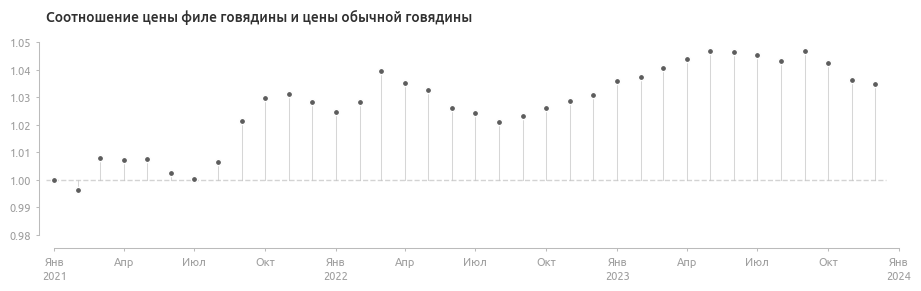 Соотношение цены филе говядины и цены обычной говядины
1.05
1.04
1.03
1.02
1.01
1.00
0.99
0.98
Янв Апр Июл Окт Янв Апр Июл Окт Янв Апр Июл Окт Янв
2021 2022 2023 2024